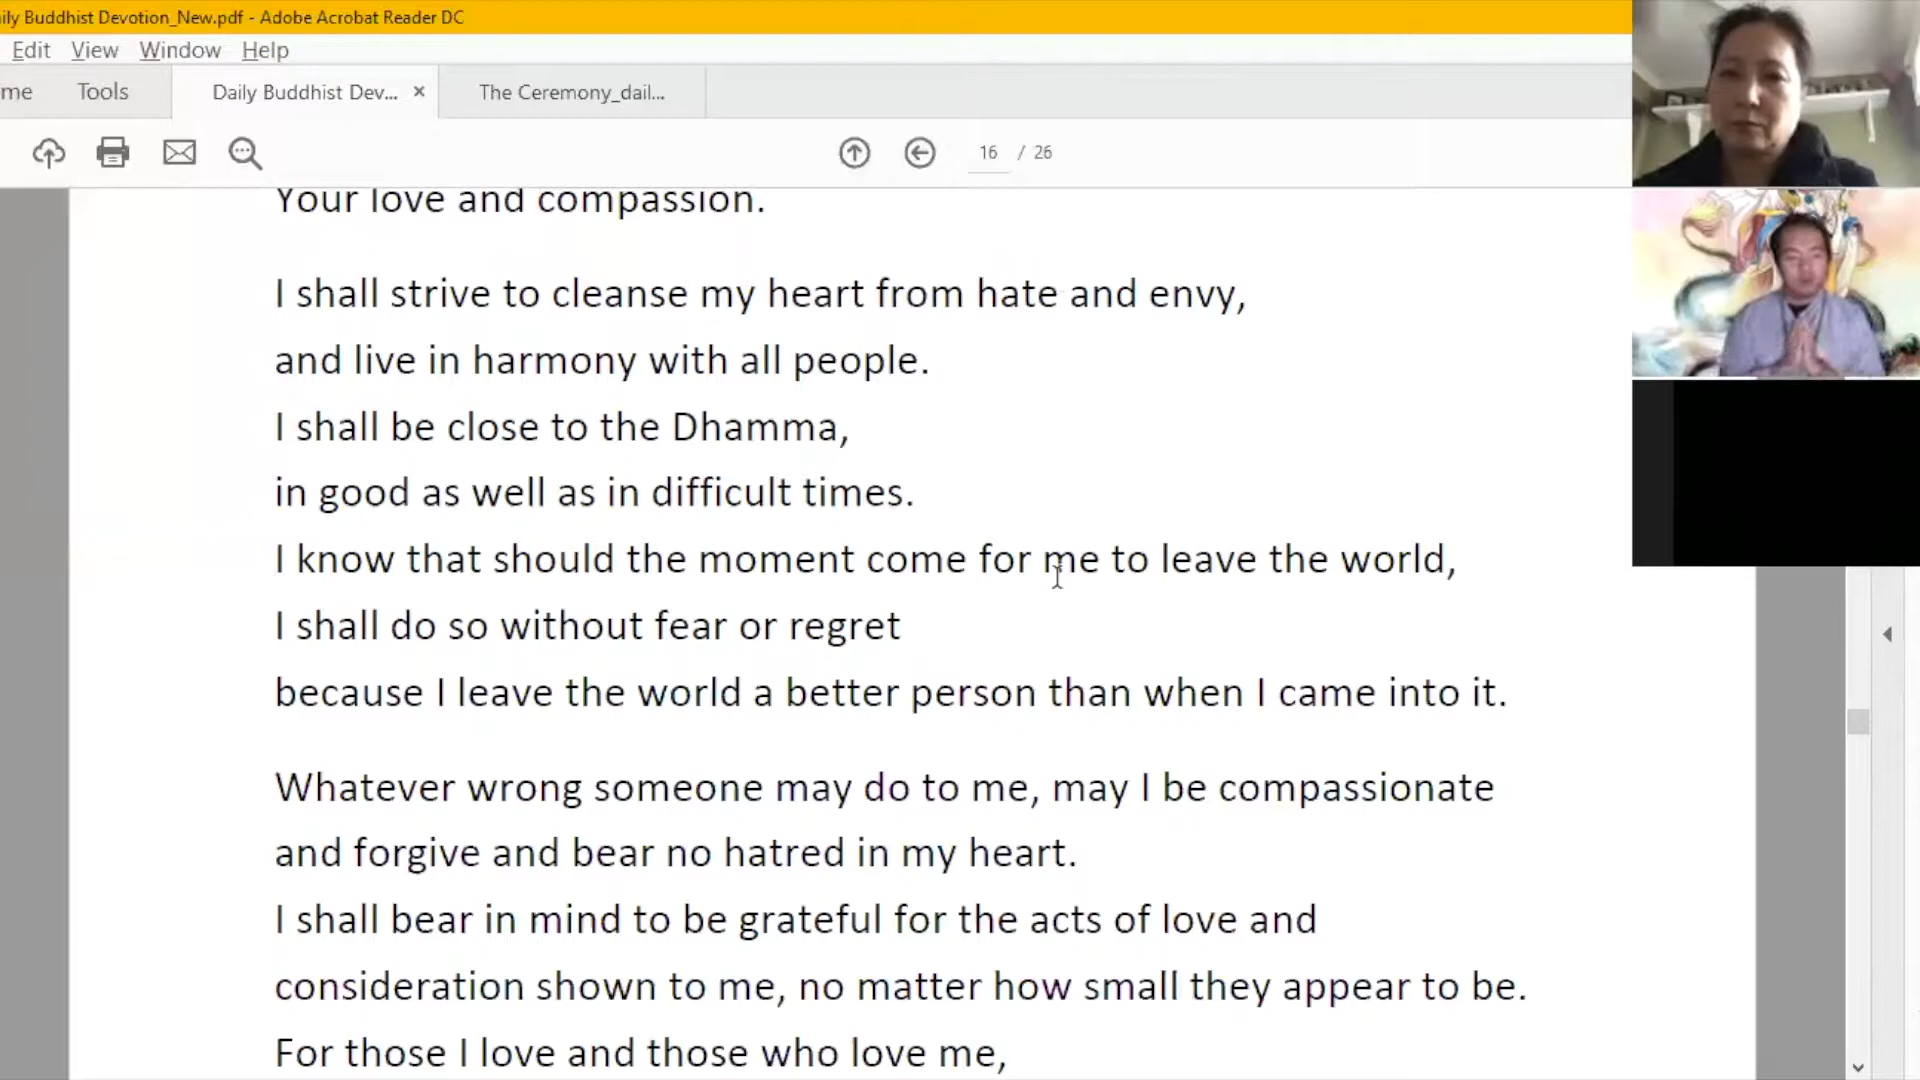 ily Buddhist Devotion_New.pdf - Adobe Acrobat Reader DC
Edit View Window Help
me Tools Daily Buddhist Dev... × The Ceremony_dail...
16 / 26
Your love and compassion.
I shall strive to cleanse my heart from hate and envy,
and live in harmony with all people.
I shall be close to the Dhamma,
in good as well as in difficult times.
I know that should the moment come for me to leave the world,
I shall do so without fear or regret
because I leave the world a better person than when I came into it.
Whatever wrong someone may do to me, may I be compassionate
and forgive and bear no hatred in my heart.
I shall bear in mind to be grateful for the acts of love and
consideration shown to me, no matter how small they appear to be.
For those I love and those who love me,